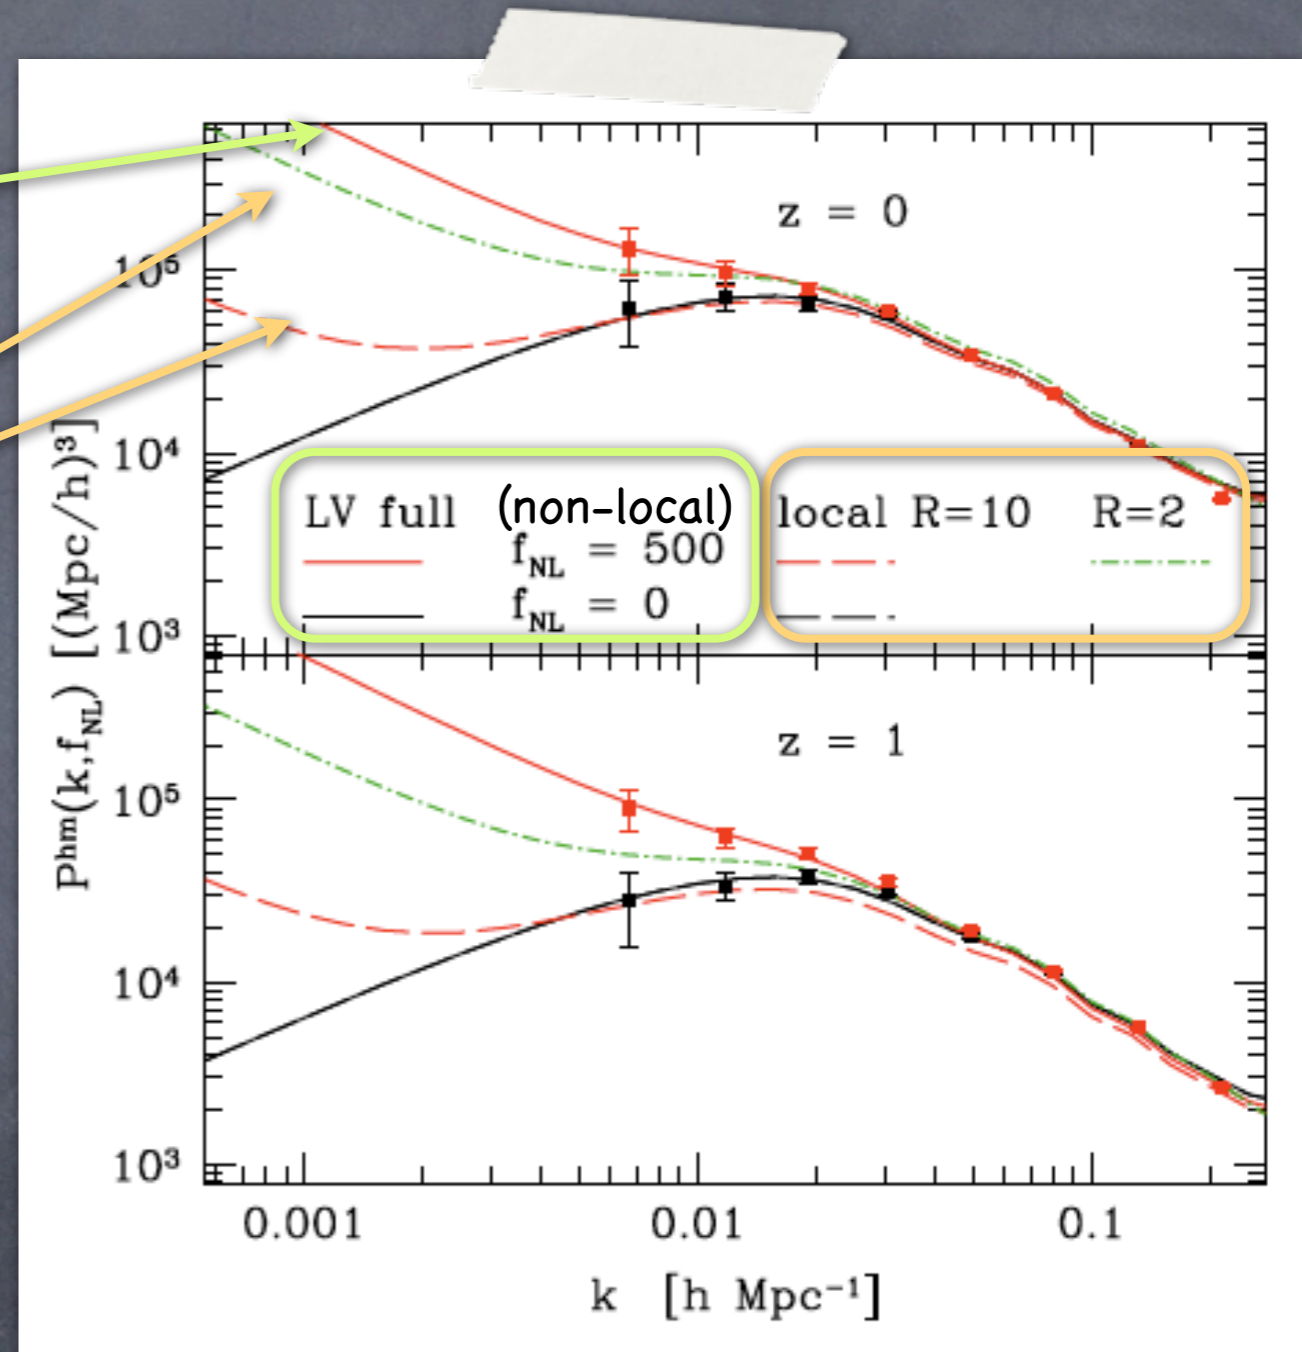 z = 0
10⁵
10⁴
LV full (non-local) local R=10 R=2
f_NL = 500
f_NL = 0
10³
Pʰᵐ(k,f_NL) [(Mpc/h)³]
z = 1
10⁵
10⁴
10³
0.001 0.01 0.1
k [h Mpc⁻¹]